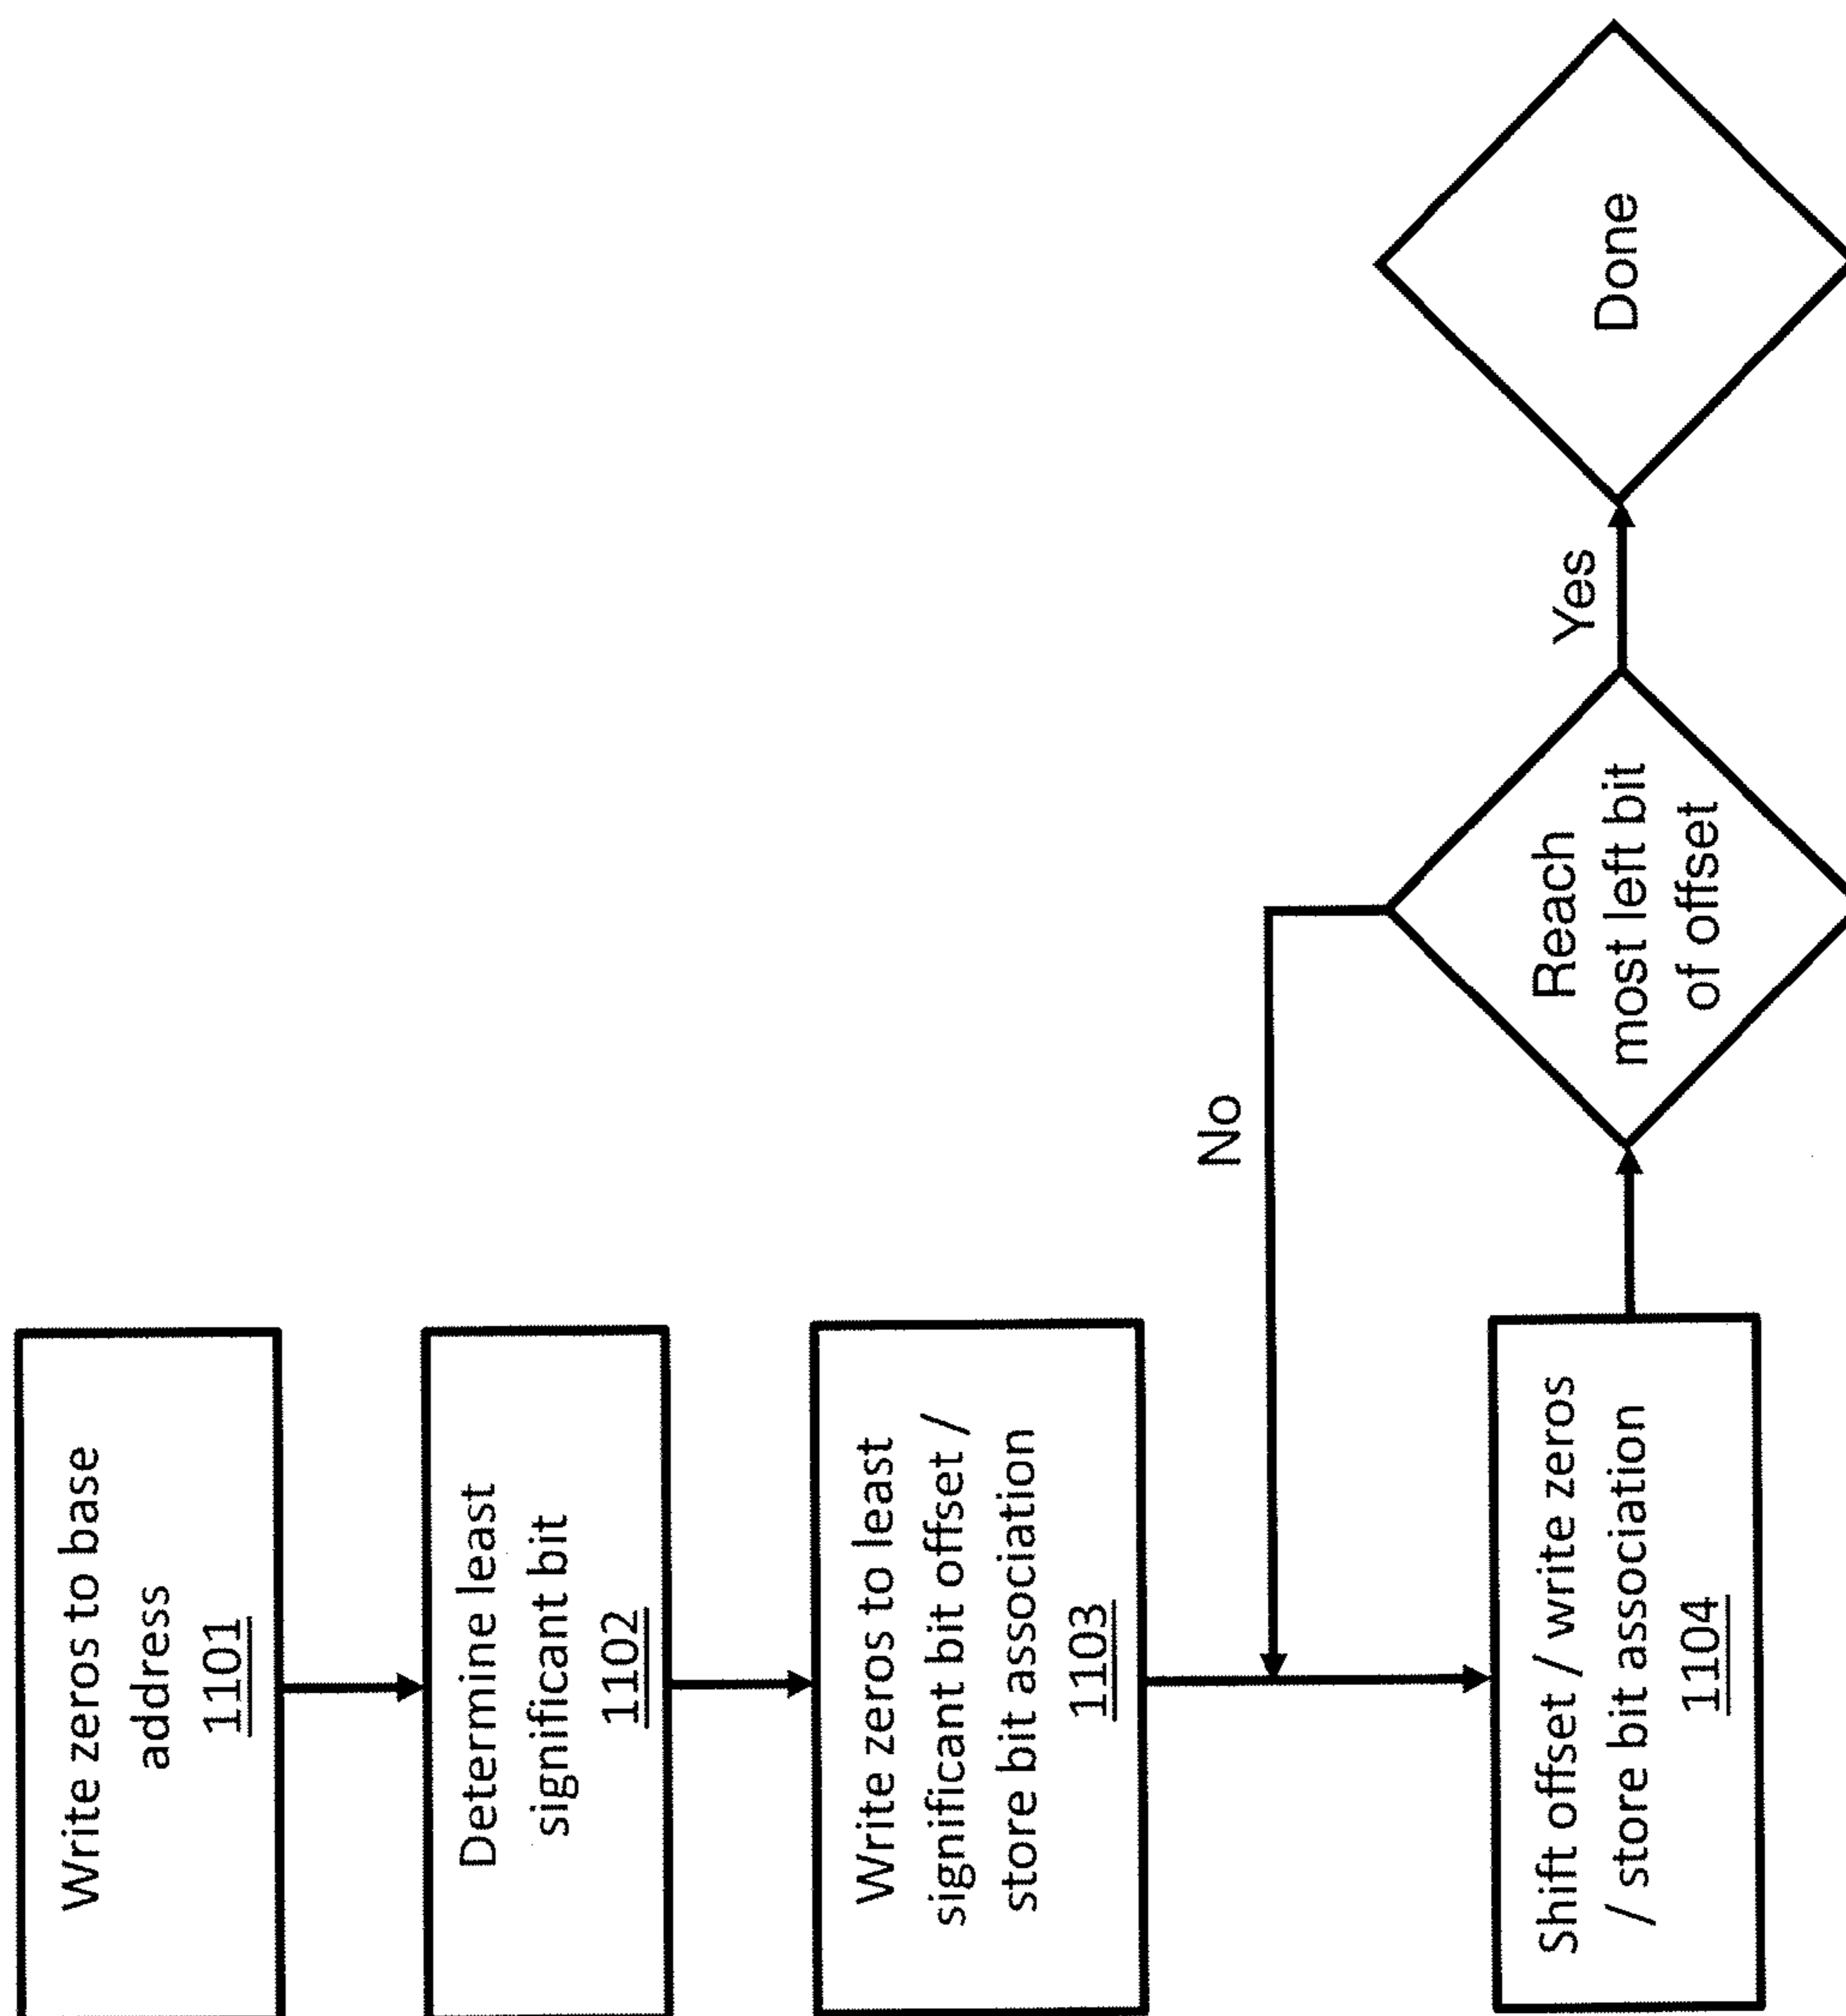 Write zeros to base
address
1101
Determine least
significant bit
1102
Write zeros to least
significant bit offset /
store bit association
1103
Shift offset / write zeros
/ store bit association
1104
No
Reach
most left bit
of offset
Yes
Done